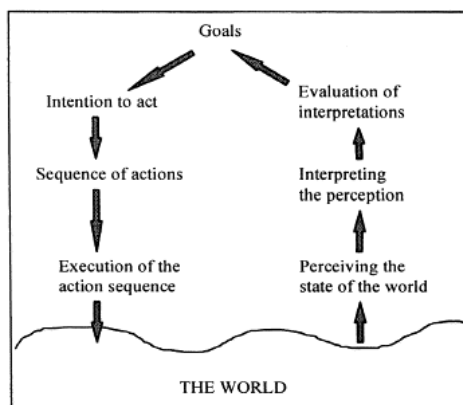 Goals
Intention to act
Sequence of actions
Execution of the
action sequence
Evaluation of
interpretations
Interpreting
the perception
Perceiving the
state of the world
THE WORLD